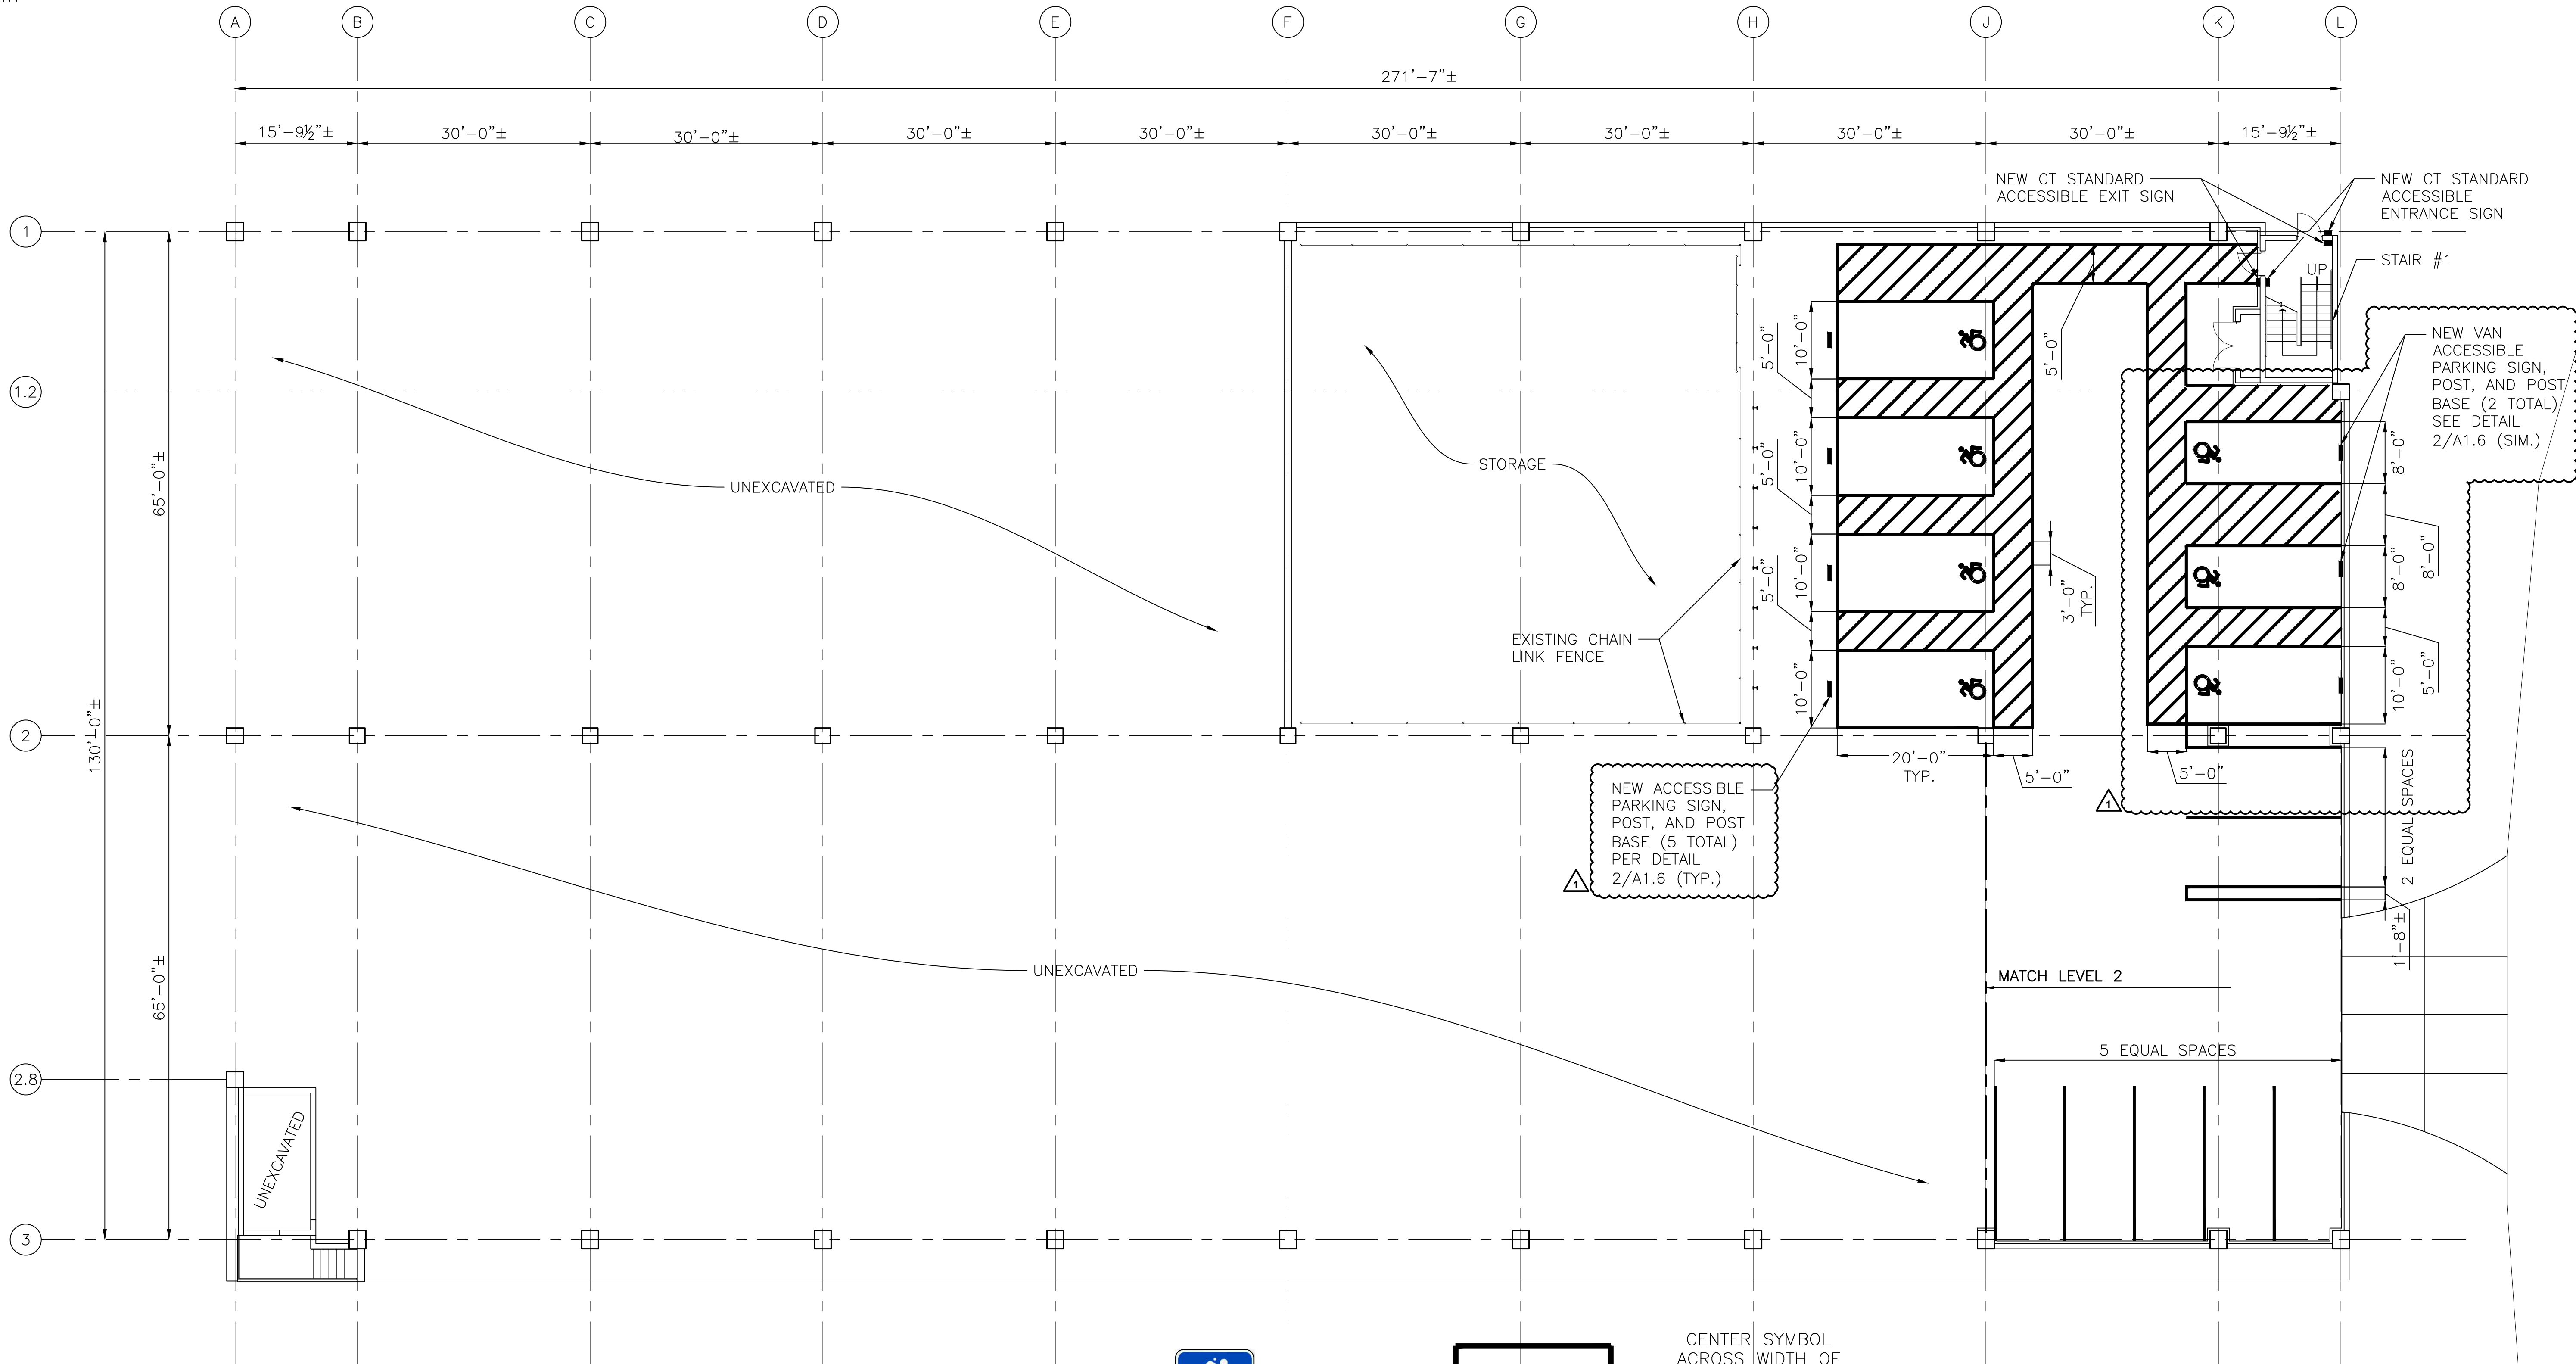 A B C D E F G H J K L
271'-7"±
15'-9½"± 30'-0"± 30'-0"± 30'-0"± 30'-0"± 30'-0"± 30'-0"± 30'-0"± 30'-0"± 15'-9½"±
NEW CT STANDARD
ACCESSIBLE EXIT SIGN
NEW CT STANDARD
ACCESSIBLE
ENTRANCE SIGN
1
STAIR #1
UP
NEW VAN
ACCESSIBLE
PARKING SIGN,
POST, AND POST
BASE (2 TOTAL)
SEE DETAIL
2/A1.6 (SIM.)
10'-0"
5'-0"
5'-0"
1.2
65'-0"±
UNEXCAVATED
STORAGE
10'-0"
5'-0"
8'-0"
8'-0"
8'-0"
10'-0"
5'-0"
3'-0"
TYP.
EXISTING CHAIN
LINK FENCE
10'-0"
5'-0"
10'-0"
130'-0"±
2
20'-0"
TYP.
5'-0"
5'-0"
NEW ACCESSIBLE
PARKING SIGN,
POST, AND POST
BASE (5 TOTAL)
PER DETAIL
2/A1.6 (TYP.)
1
1
2 EQUAL SPACES
1'-8"±
65'-0"±
UNEXCAVATED
MATCH LEVEL 2
5 EQUAL SPACES
2.8
UNEXCAVATED
3
CENTER SYMBOL
ACROSS WIDTH OF